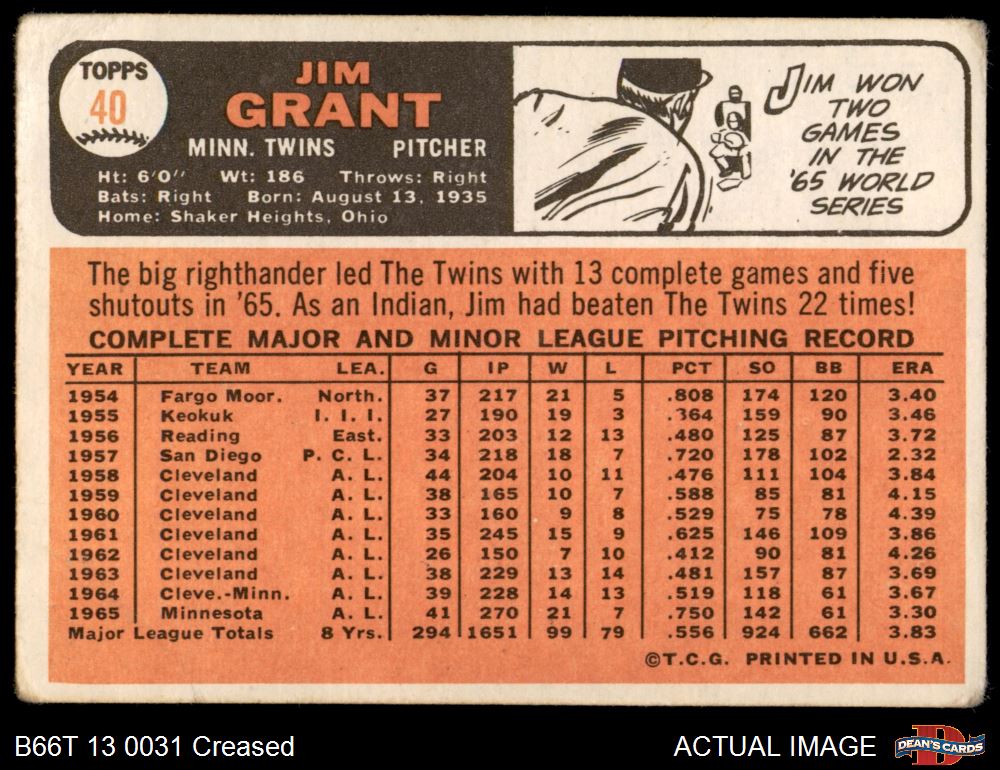 TOPPS
40
JIM
GRANT
MINN. TWINS PITCHER
Ht: 6'0" Wt: 186 Throws: Right
Bats: Right Born: August 13, 1935
Home: Shaker Heights, Ohio
JIM WON
TWO
GAMES
IN THE
'65 WORLD
SERIES
The big righthander led The Twins with 13 complete games and five
shutouts in '65. As an Indian, Jim had beaten The Twins 22 times!
COMPLETE MAJOR AND MINOR LEAGUE PITCHING RECORD
YEAR TEAM LEA. G IP W L PCT SO BB ERA
1954 Fargo Moor. North. 37 217 21 5 .808 174 120 3.40
1955 Keokuk I. I. I. 27 190 19 3 .364 159 90 3.46
1956 Reading East. 33 203 12 13 .480 125 87 3.72
1957 San Diego P. C. L. 34 218 18 7 .720 178 102 2.32
1958 Cleveland A. L. 44 204 10 11 .476 111 104 3.84
1959 Cleveland A. L. 38 165 10 7 .588 85 81 4.15
1960 Cleveland A. L. 33 160 9 8 .529 75 78 4.39
1961 Cleveland A. L. 35 245 15 9 .625 146 109 3.86
1962 Cleveland A. L. 26 150 7 10 .412 90 81 4.26
1963 Cleveland A. L. 38 229 13 14 .481 157 87 3.69
1964 Cleve.-Minn. A. L. 39 228 14 13 .519 118 61 3.67
1965 Minnesota A. L. 41 270 21 7 .750 142 61 3.30
Major League Totals 8 Yrs. 294 1651 99 79 .556 924 662 3.83
©T.C.G. PRINTED IN U.S.A.
B66T 13 0031 Creased
ACTUAL IMAGE
D
DEAN'S CARDS